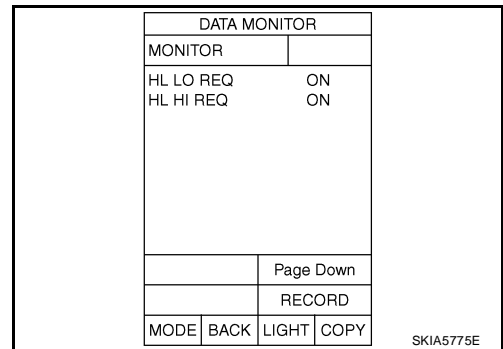 DATA MONITOR
MONITOR
HL LO REQ ON
HL HI REQ ON
Page Down
RECORD
MODE BACK LIGHT COPY
SKIA5775E